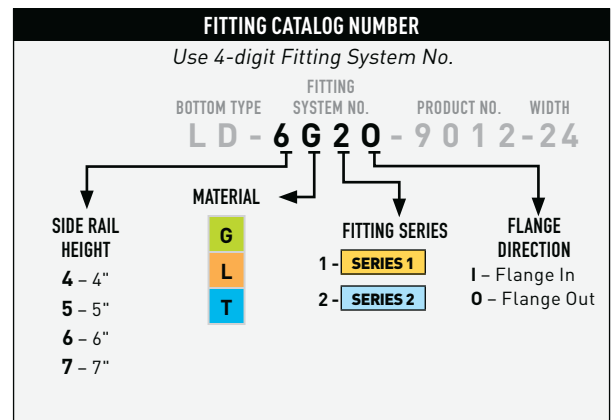 FITTING CATALOG NUMBER
Use 4-digit Fitting System No.
BOTTOM TYPE FITTING SYSTEM NO. PRODUCT NO. WIDTH
LD-6G2O-9012-24
SIDE RAIL
HEIGHT
4 – 4"
5 – 5"
6 – 6"
7 – 7"
MATERIAL
G
L
T
FITTING SERIES
1 - SERIES 1
2 - SERIES 2
FLANGE
DIRECTION
I – Flange In
O – Flange Out